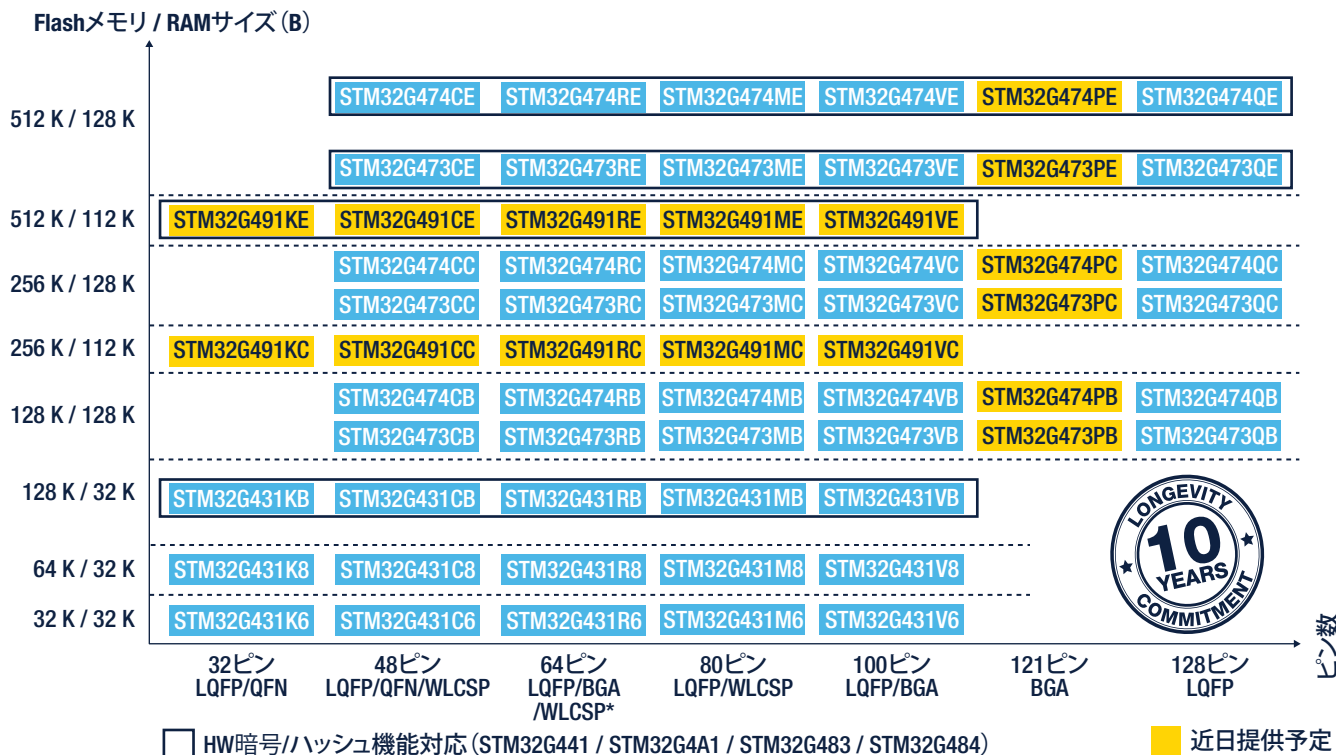 Flashメモリ / RAMサイズ（B）
512 K / 128 K
STM32G474CE STM32G474RE STM32G474ME STM32G474VE STM32G474PE STM32G474QE
STM32G473CE STM32G473RE STM32G473ME STM32G473VE STM32G473PE STM32G473QE
512 K / 112 K
STM32G491KE STM32G491CE STM32G491RE STM32G491ME STM32G491VE
256 K / 128 K
STM32G474CC STM32G474RC STM32G474MC STM32G474VC STM32G474PC STM32G474QC
STM32G473CC STM32G473RC STM32G473MC STM32G473VC STM32G473PC STM32G473QC
256 K / 112 K
STM32G491KC STM32G491CC STM32G491RC STM32G491MC STM32G491VC
128 K / 128 K
STM32G474CB STM32G474RB STM32G474MB STM32G474VB STM32G474PB STM32G474QB
STM32G473CB STM32G473RB STM32G473MB STM32G473VB STM32G473PB STM32G473QB
128 K / 32 K
STM32G431KB STM32G431CB STM32G431RB STM32G431MB STM32G431VB
64 K / 32 K
STM32G431K8 STM32G431C8 STM32G431R8 STM32G431M8 STM32G431V8
32 K / 32 K
STM32G431K6 STM32G431C6 STM32G431R6 STM32G431M6 STM32G431V6
LONGEVITY
10
YEARS
COMMITMENT
ピン数
32ピン
LQFP/QFN
48ピン
LQFP/QFN/WLCSP
64ピン
LQFP/BGA
/WLCSP*
80ピン
LQFP/WLCSP
100ピン
LQFP/BGA
121ピン
BGA
128ピン
LQFP
HW暗号/ハッシュ機能対応（STM32G441 / STM32G4A1 / STM32G483 / STM32G484）
近日提供予定